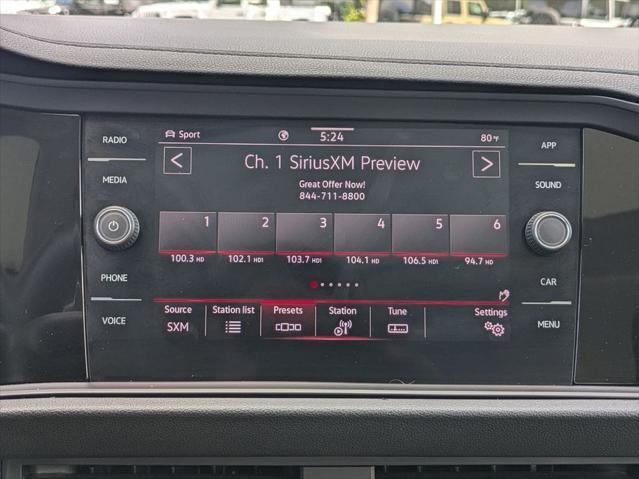 Sport 5:24 80°F
Ch. 1 SiriusXM Preview
Great Offer Now!
844-711-8800
1 2 3 4 5 6
100.3 HD 102.1 HD1 103.7 HD1 104.1 HD 106.5 HD1 94.7 HD
Source Station list Presets Station Tune Settings
SXM
RADIO
MEDIA
PHONE
VOICE
APP
SOUND
CAR
MENU